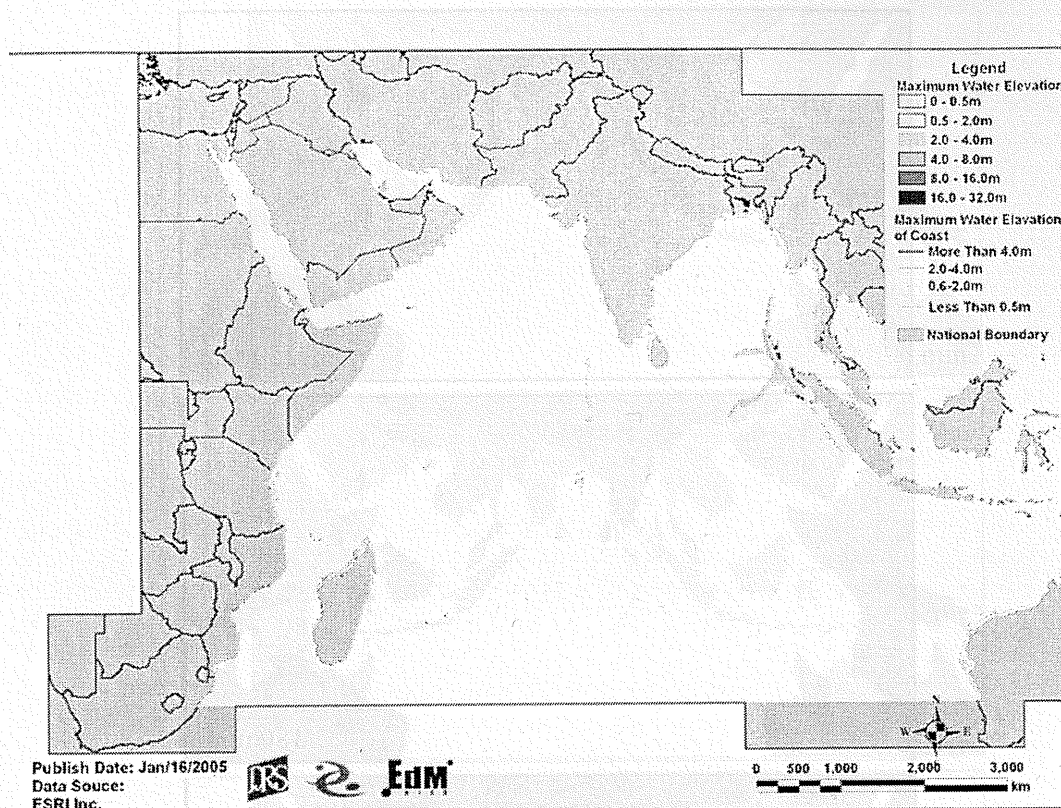 Legend
Maximum Water Elevation
0 - 0.5m
0.5 - 2.0m
2.0 - 4.0m
4.0 - 8.0m
8.0 - 16.0m
16.0 - 32.0m
Maximum Water Elavation
of Coast
More Than 4.0m
2.0-4.0m
0.6-2.0m
Less Than 0.5m
National Boundary
N
W E
Publish Date: Jan/16/2005
Data Souce:
ESRI Inc.
EdM
0 500 1,000 2,000 3,000
km